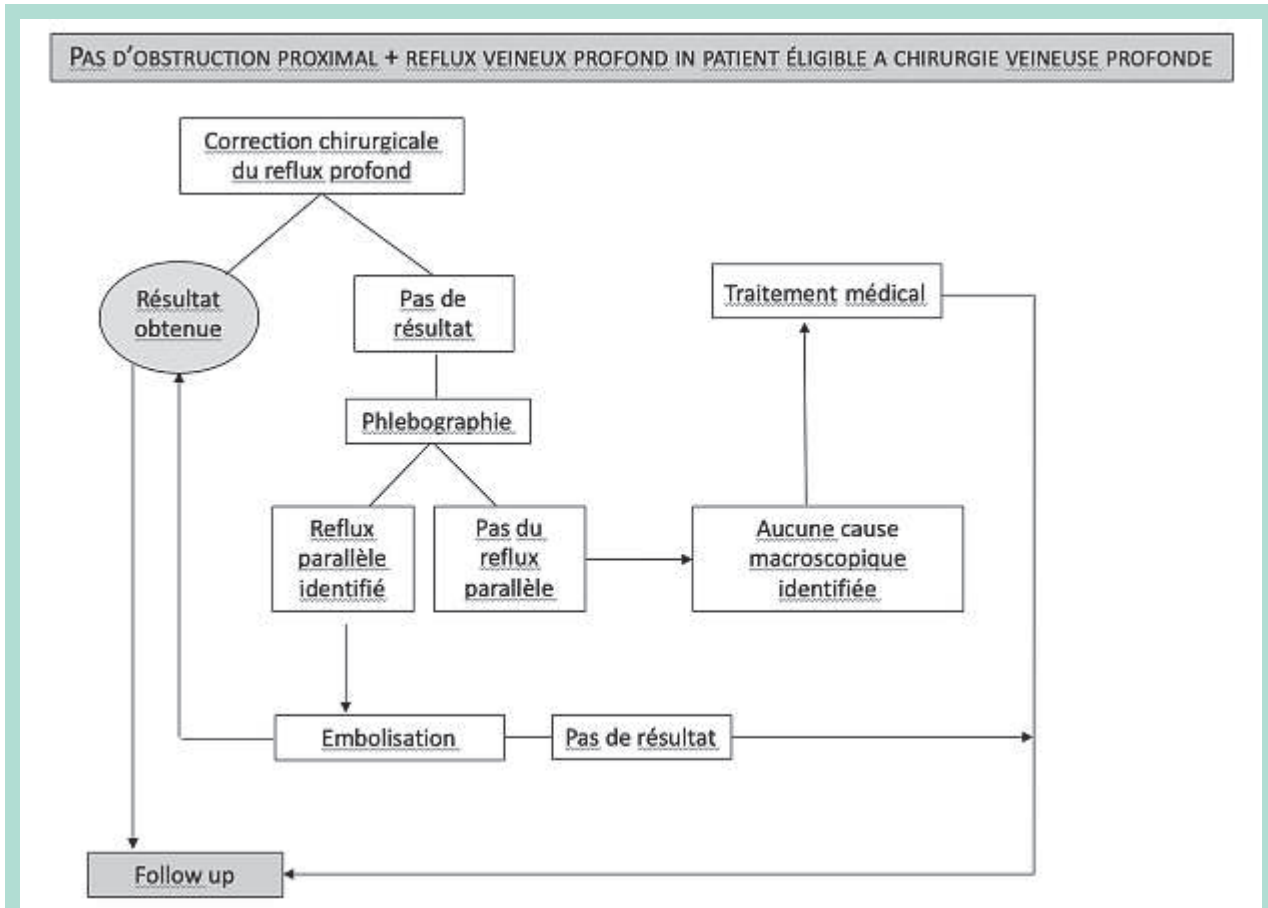 PAS D'OBSTRUCTION PROXIMAL + REFLUX VEINEUX PROFOND IN PATIENT ÉLIGIBLE A CHIRURGIE VEINEUSE PROFONDE
Correction chirurgicale
du reflux profond
Résultat
obtenue
Pas de
résultat
Traitement médical
Phlebographie
Reflux
parallèle
identifié
Pas du
reflux
parallèle
Aucune cause
macroscopique
identifiée
Embolisation
Pas de résultat
Follow up